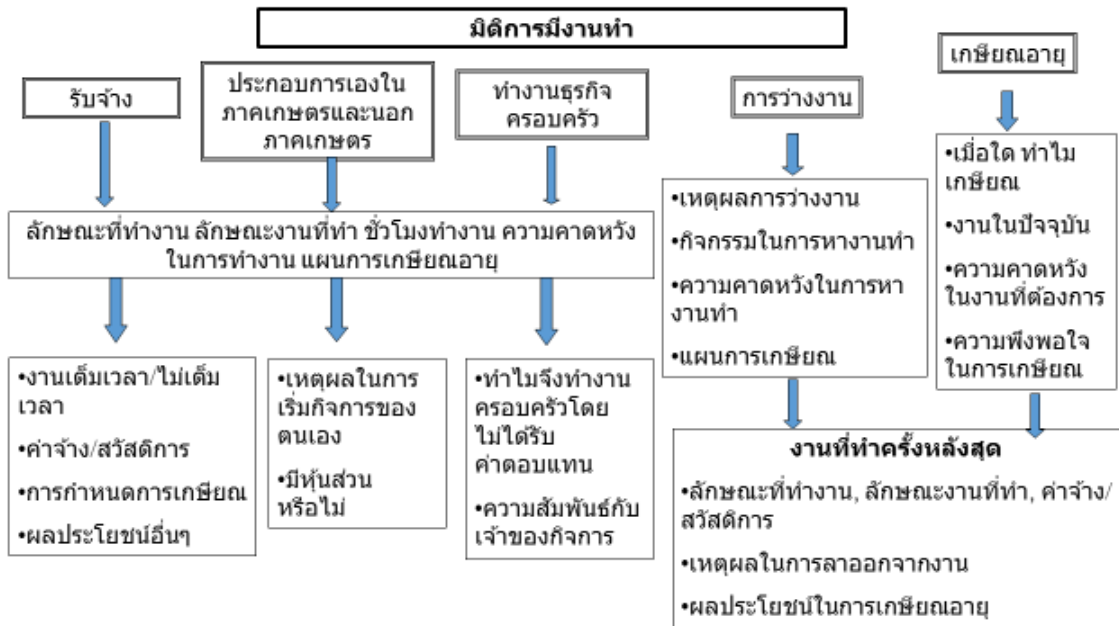 มิติการมีงานทำ
รับจ้าง
ประกอบการเองใน
ภาคเกษตรและนอก
ภาคเกษตร
ทำงานธุรกิจ
ครอบครัว
การว่างงาน
เกษียณอายุ
ลักษณะที่ทำงาน ลักษณะงานที่ทำ ชั่วโมงทำงาน ความคาดหวัง
ในการทำงาน แผนการเกษียณอายุ
•งานเต็มเวลา/ไม่เต็ม
เวลา
•ค่าจ้าง/สวัสดิการ
•การกำหนดการเกษียณ
•ผลประโยชน์อื่นๆ
•เหตุผลในการ
เริ่มกิจการของ
ตนเอง
•มีหุ้นส่วน
หรือไม่
•ทำไมจึงทำงาน
ครอบครัวโดย
ไม่ได้รับ
ค่าตอบแทน
•ความสัมพันธ์กับ
เจ้าของกิจการ
•เหตุผลการว่างงาน
•กิจกรรมในการหางานทำ
•ความคาดหวังในการหา
งานทำ
•แผนการเกษียณ
•เมื่อใด ทำไม
เกษียณ
•งานในปัจจุบัน
•ความคาดหวัง
ในงานที่ต้องการ
•ความพึงพอใจ
ในการเกษียณ
งานที่ทำครั้งหลังสุด
•ลักษณะที่ทำงาน, ลักษณะงานที่ทำ, ค่าจ้าง/
สวัสดิการ
•เหตุผลในการลาออกจากงาน
•ผลประโยชน์ในการเกษียณอายุ